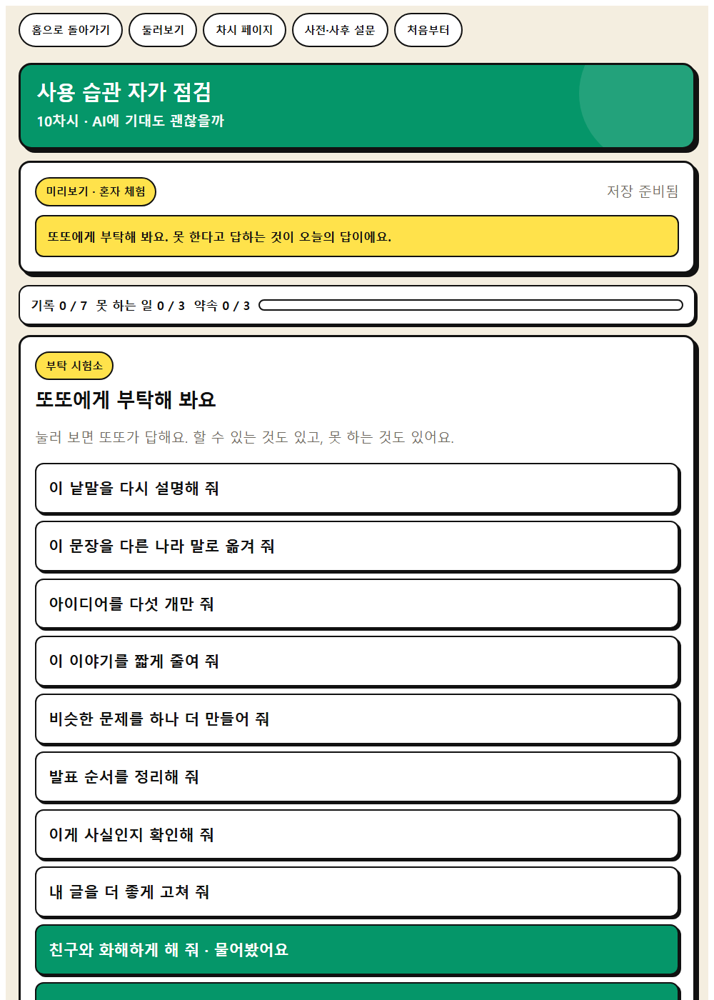 홈으로 돌아가기
둘러보기
차시 페이지
사전·사후 설문
처음부터
사용 습관 자가 점검
10차시 · AI에 기대도 괜찮을까
미리보기 · 혼자 체험
저장 준비됨
또또에게 부탁해 봐요. 못 한다고 답하는 것이 오늘의 답이에요.
기록 0 / 7 못 하는 일 0 / 3 약속 0 / 3
부탁 시험소
또또에게 부탁해 봐요
눌러 보면 또또가 답해요. 할 수 있는 것도 있고, 못 하는 것도 있어요.
이 낱말을 다시 설명해 줘
이 문장을 다른 나라 말로 옮겨 줘
아이디어를 다섯 개만 줘
이 이야기를 짧게 줄여 줘
비슷한 문제를 하나 더 만들어 줘
발표 순서를 정리해 줘
이게 사실인지 확인해 줘
내 글을 더 좋게 고쳐 줘
친구와 화해하게 해 줘 · 물어봤어요